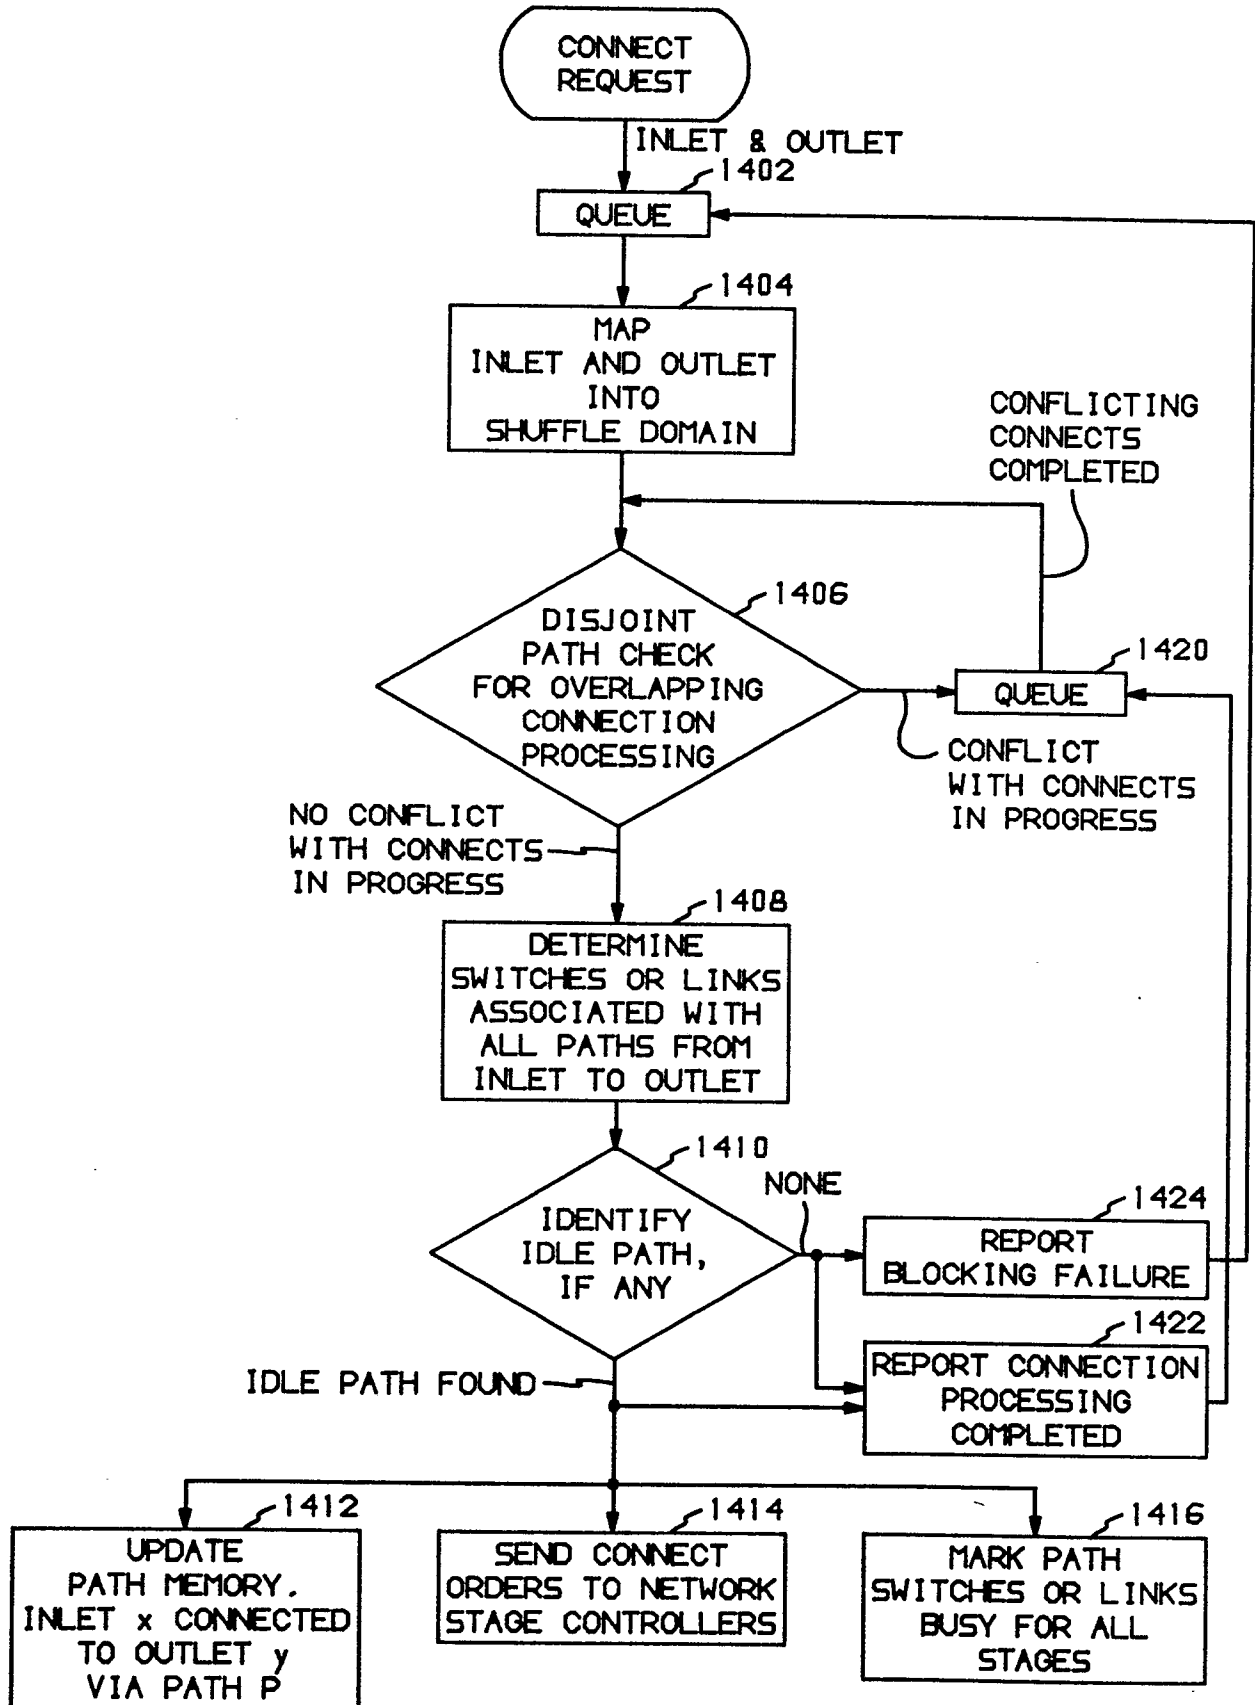 CONNECT
REQUEST
INLET & OUTLET
1402
QUEUE
1404
MAP
INLET AND OUTLET
INTO
SHUFFLE DOMAIN
CONFLICTING
CONNECTS
COMPLETED
1406
DISJOINT
PATH CHECK
FOR OVERLAPPING
CONNECTION
PROCESSING
1420
QUEUE
CONFLICT
WITH CONNECTS
IN PROGRESS
NO CONFLICT
WITH CONNECTS
IN PROGRESS
1408
DETERMINE
SWITCHES OR LINKS
ASSOCIATED WITH
ALL PATHS FROM
INLET TO OUTLET
1410
NONE
IDENTIFY
IDLE PATH,
IF ANY
1424
REPORT
BLOCKING FAILURE
1422
REPORT CONNECTION
PROCESSING
COMPLETED
IDLE PATH FOUND
1412
UPDATE
PATH MEMORY.
INLET x CONNECTED
TO OUTLET y
VIA PATH P
1414
SEND CONNECT
ORDERS TO NETWORK
STAGE CONTROLLERS
1416
MARK PATH
SWITCHES OR LINKS
BUSY FOR ALL
STAGES